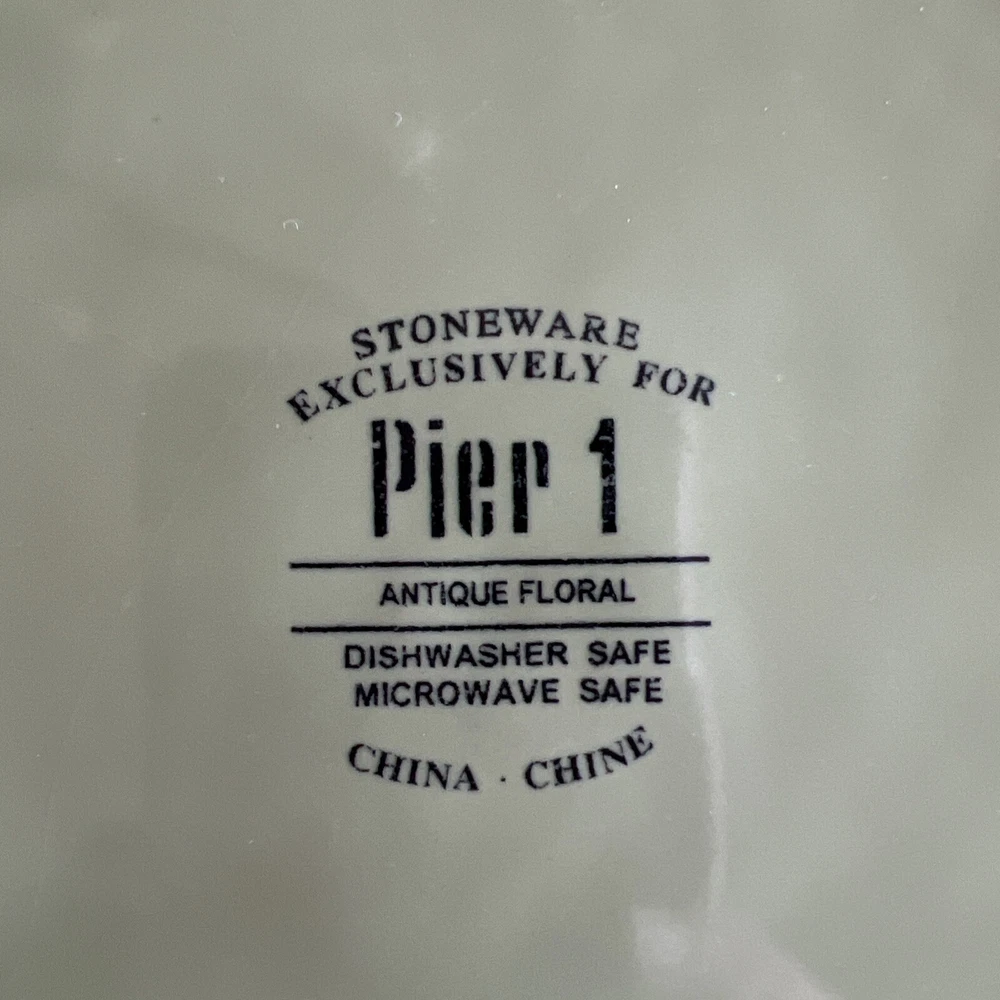 STONEWARE
EXCLUSIVELY FOR
Pier 1
ANTIQUE FLORAL
DISHWASHER SAFE
MICROWAVE SAFE
CHINA · CHINE